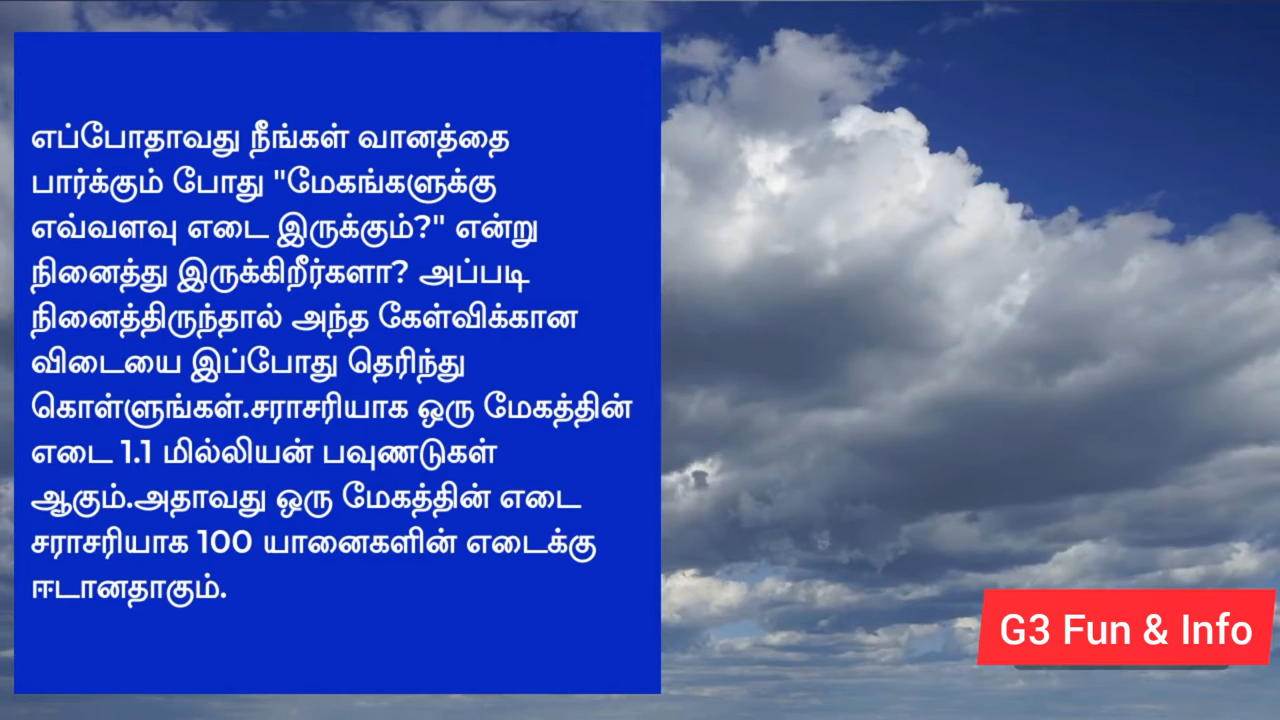 எப்போதாவது நீங்கள் வானத்தை
பார்க்கும் போது "மேகங்களுக்கு
எவ்வளவு எடை இருக்கும்?" என்று
நினைத்து இருக்கிறீர்களா? அப்படி
நினைத்திருந்தால் அந்த கேள்விக்கான
விடையை இப்போது தெரிந்து
கொள்ளுங்கள்.சராசரியாக ஒரு மேகத்தின்
எடை 1.1 மில்லியன் பவுணடுகள்
ஆகும்.அதாவது ஒரு மேகத்தின் எடை
சராசரியாக 100 யானைகளின் எடைக்கு
ஈடானதாகும்.
G3 Fun & Info